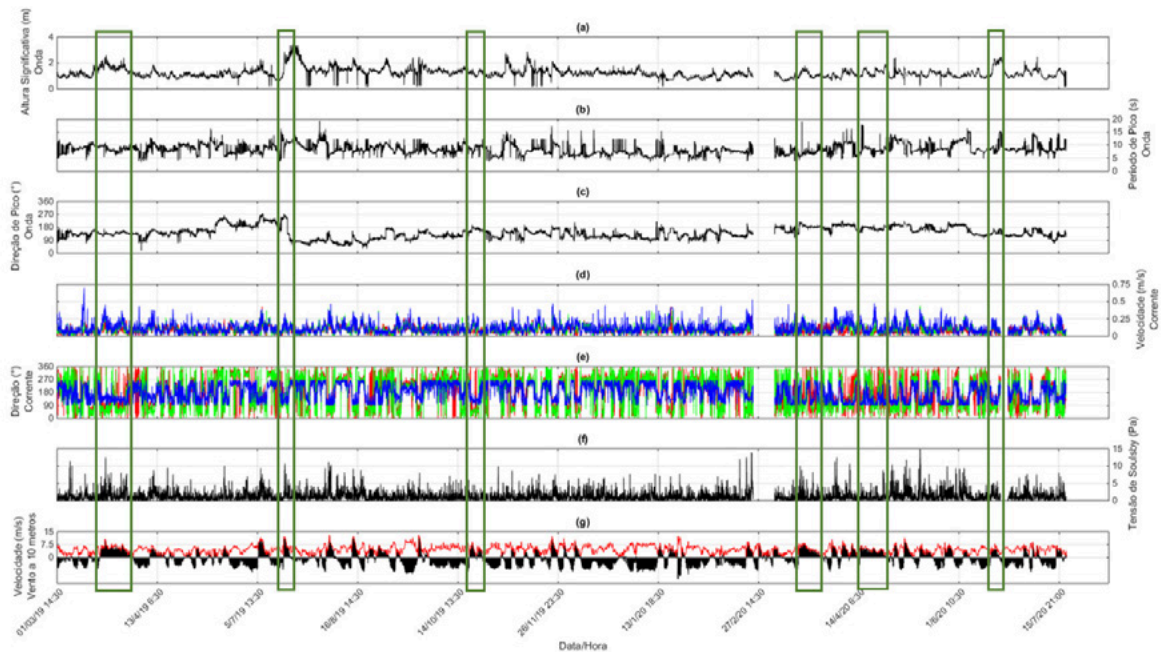 (a)
Altura Significativa (m)
Onda
4
2
0
(b)
20
15
10
5
0
Período de Pico (s)
Onda
(c)
Direção de Pico (°)
Onda
360
270
180
90
0
(d)
0.75
0.5
0.25
0
Velocidade (m/s)
Corrente
(e)
Direção (°)
Corrente
360
270
180
90
0
(f)
15
10
5
0
Tensão de Soulsby (Pa)
(g)
Velocidade (m/s)
Vento a 10 metros
15
7.5
0
01/03/19 14:30
13/4/19 6:30
5/7/19 13:30
16/8/19 14:30
14/10/19 13:30
26/11/19 23:30
13/1/20 18:30
27/2/20 14:30
14/4/20 6:30
1/6/20 10:30
15/7/20 21:00
Data/Hora